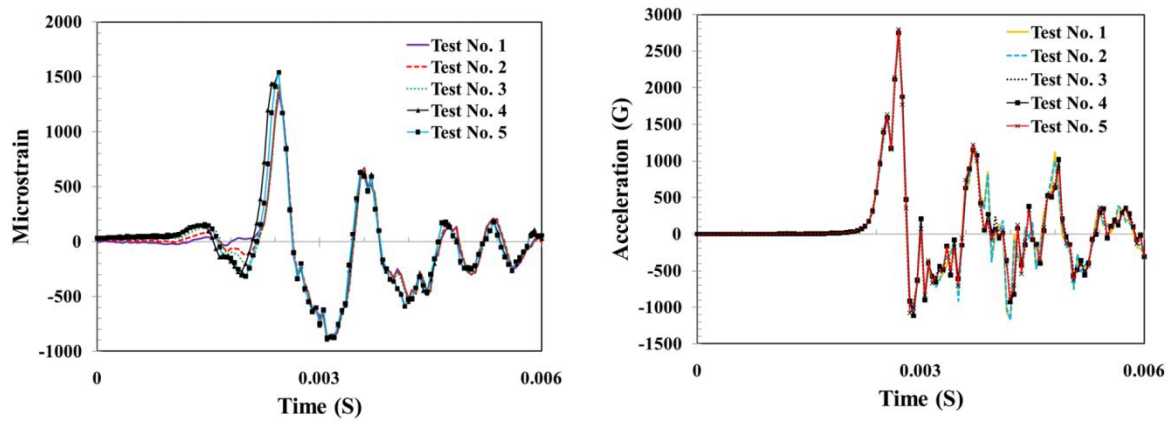 2000
1500
1000
500
0
-500
-1000
Microstrain
Test No. 1
Test No. 2
Test No. 3
Test No. 4
Test No. 5
0
0.003
0.006
Time (S)
3000
2500
2000
1500
1000
500
0
-500
-1000
-1500
Acceleration (G)
Test No. 1
Test No. 2
Test No. 3
Test No. 4
Test No. 5
0
0.003
0.006
Time (S)